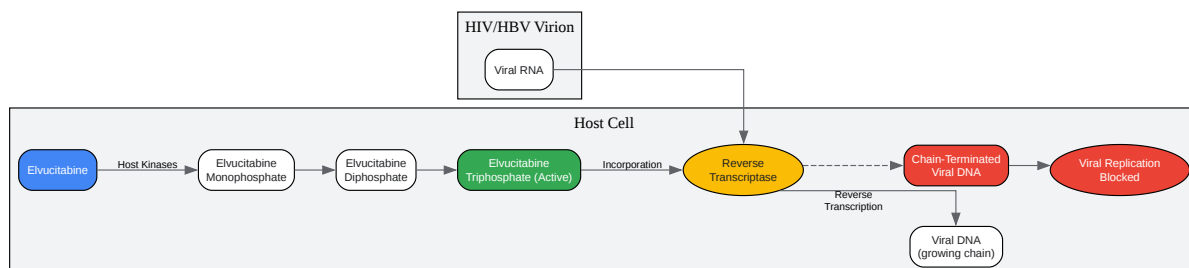 HIV/HBV Virion
Viral RNA
Host Cell
Elvucitabine
Host Kinases
Elvucitabine
Monophosphate
Elvucitabine
Diphosphate
Elvucitabine
Triphosphate (Active)
Incorporation
Reverse
Transcriptase
Chain-Terminated
Viral DNA
Viral Replication
Blocked
Reverse
Transcription
Viral DNA
(growing chain)